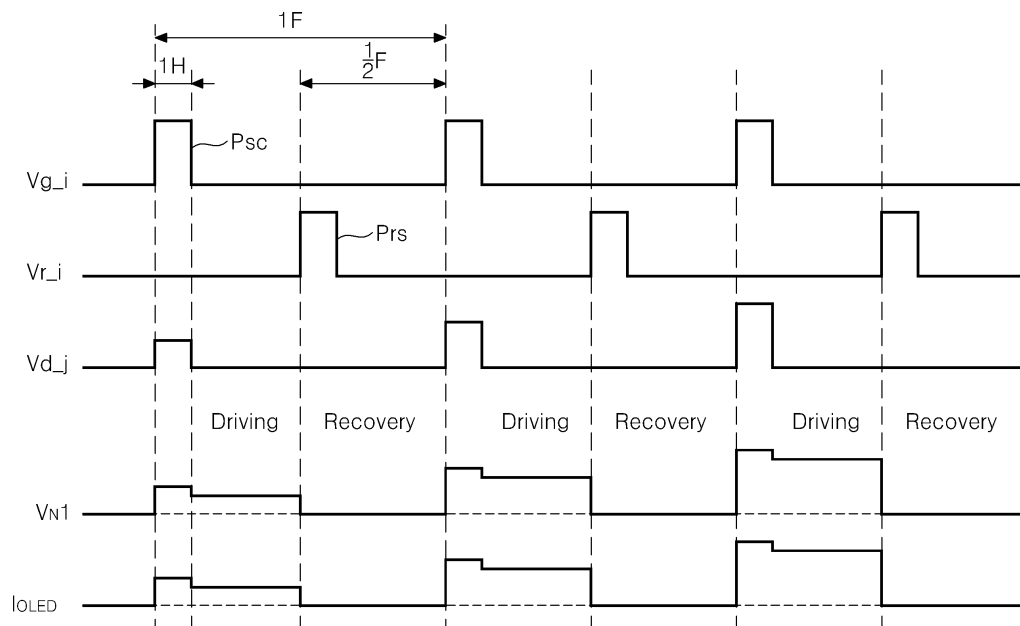 1F
1H
1/2F
Psc
Vg_i
Prs
Vr_i
Vd_j
Driving Recovery Driving Recovery Driving Recovery
VN1
IOLED